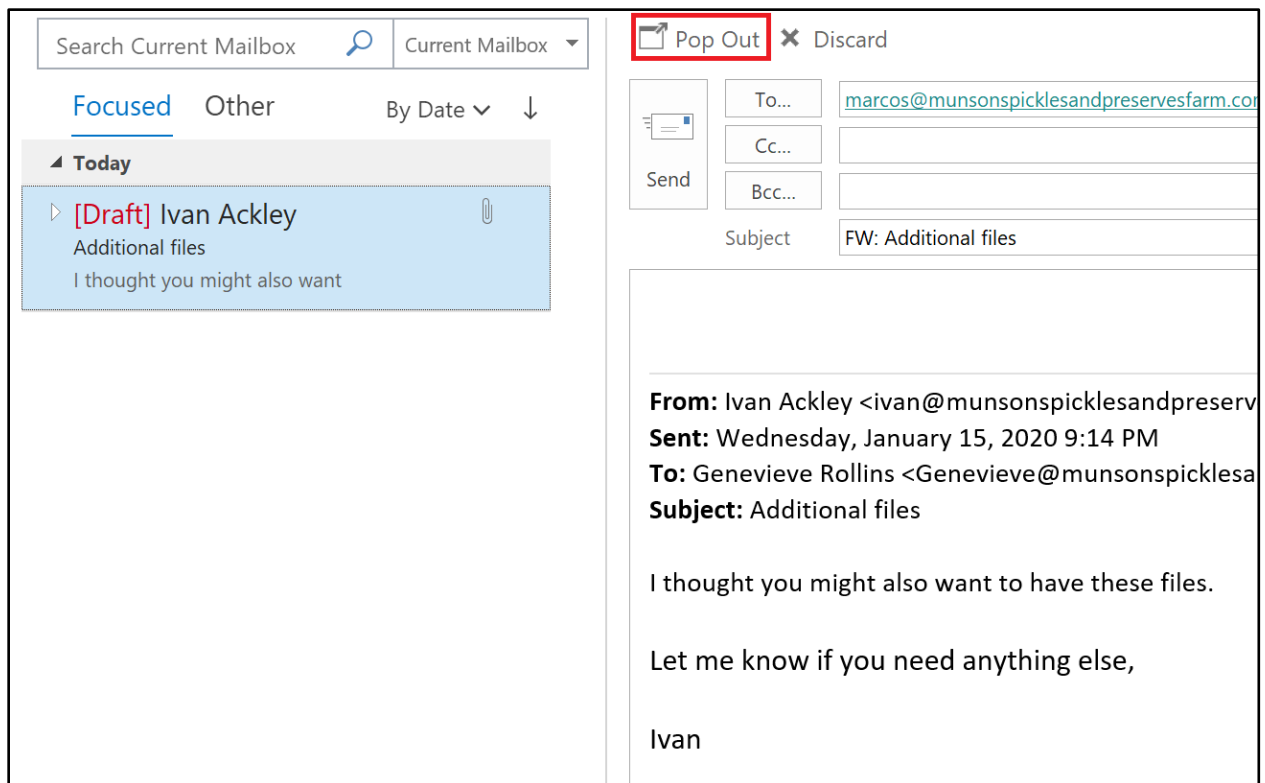 Search Current Mailbox
Current Mailbox
Focused
Other
By Date
Today
[Draft] Ivan Ackley
Additional files
I thought you might also want
Pop Out
Discard
Send
To...
marcos@munsonspicklesandpreservesfarm.cor
Cc...
Bcc...
Subject
FW: Additional files
From: Ivan Ackley <ivan@munsonspicklesandpreserv
Sent: Wednesday, January 15, 2020 9:14 PM
To: Genevieve Rollins <Genevieve@munsonspicklesa
Subject: Additional files
I thought you might also want to have these files.
Let me know if you need anything else,
Ivan